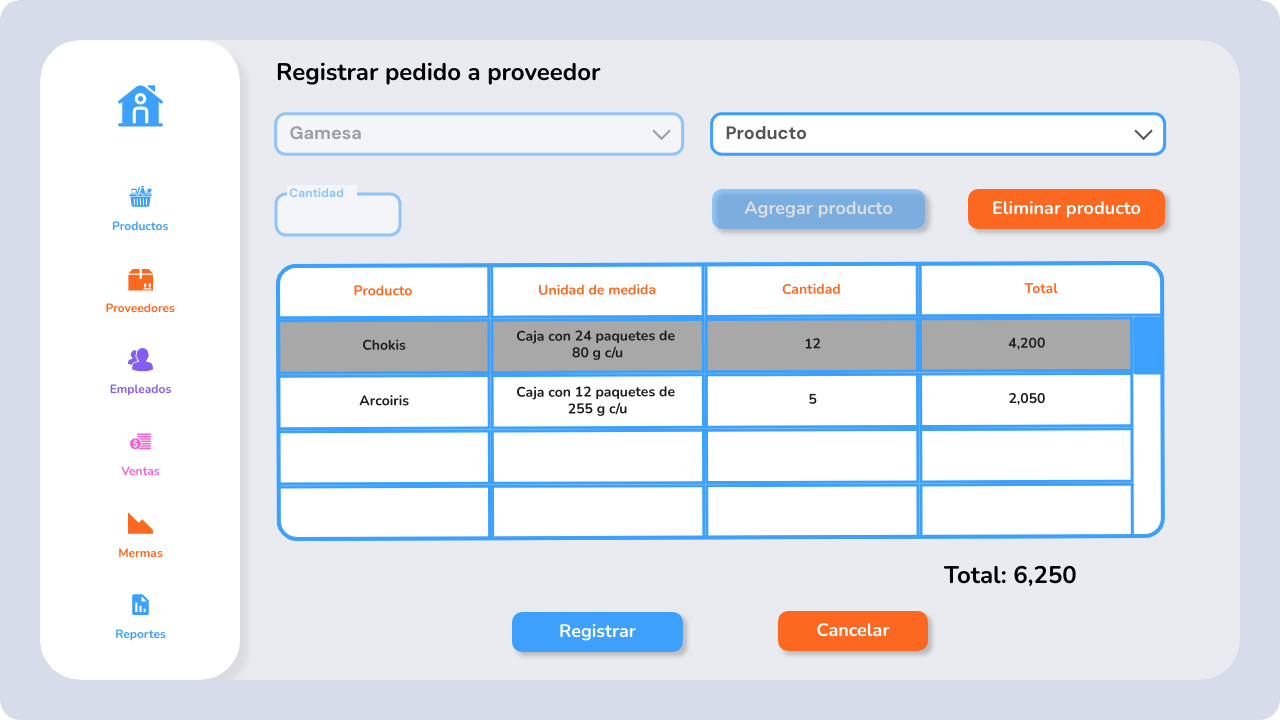 Registrar pedido a proveedor
Gamesa
Producto
Cantidad
Agregar producto
Eliminar producto
Productos
Proveedores
Empleados
Ventas
Mermas
Reportes
Producto
Unidad de medida
Cantidad
Total
Chokis
Caja con 24 paquetes de
80 g c/u
12
4,200
Arcoiris
Caja con 12 paquetes de
255 g c/u
5
2,050
Total: 6,250
Registrar
Cancelar